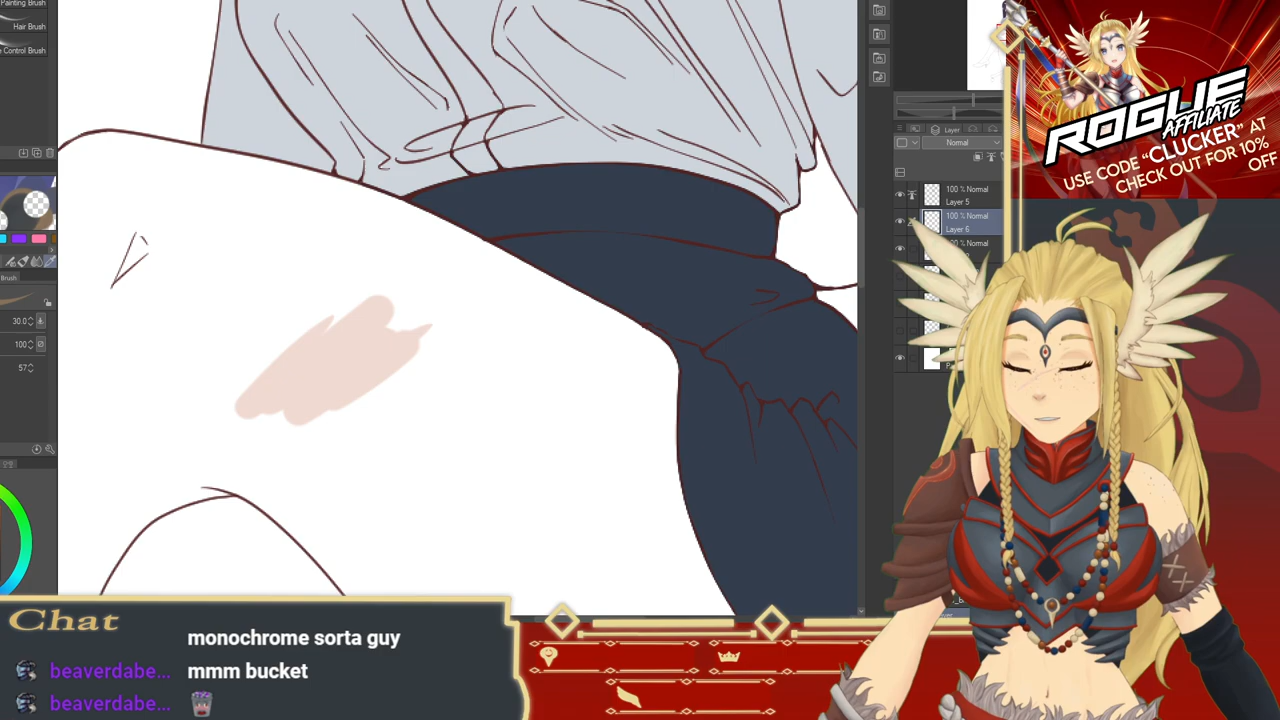 Painting Brush
Hair Brush
Control Brush
Brush
30.0
100
57
Layer
Normal
100 % Normal
Layer 5
100 % Normal
Layer 6
100 % Normal
ROGUE
AFFILIATE
USE CODE "CLUCKER" AT
CHECK OUT FOR 10%
OFF
Chat
monochrome sorta guy
beaverdabe... mmm bucket
beaverdabe...